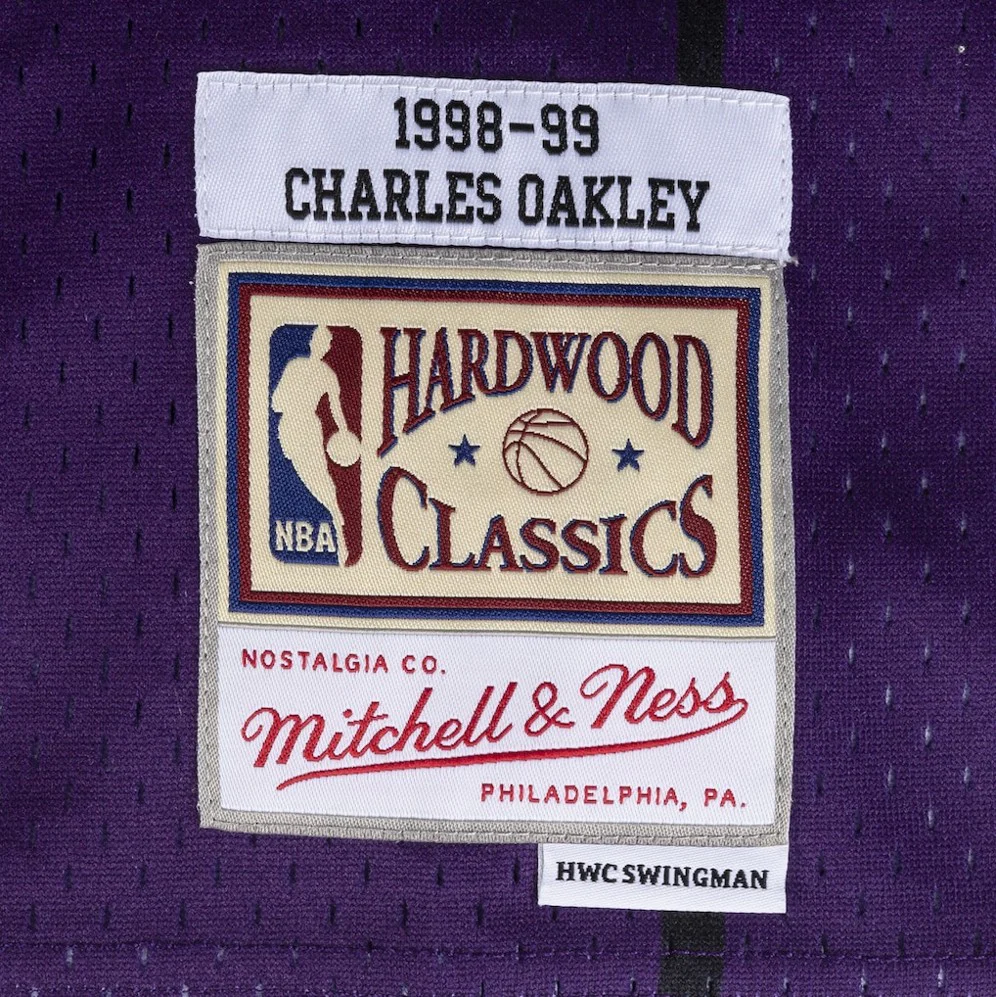 1998-99
CHARLES OAKLEY
HARDWOOD
CLASSICS
NBA
NOSTALGIA CO.
Mitchell & Ness
PHILADELPHIA, PA.
HWC SWINGMAN